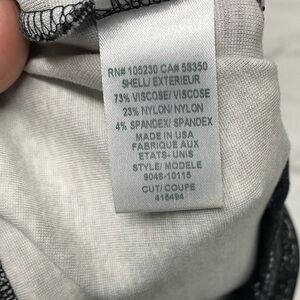 RN# 105230 CA# 58350
SHELL/ EXTERIEUR
73% VISCOSE/ VISCOSE
23% NYLON/ NYLON
4% SPANDEX/ SPANDEX
MADE IN USA
FABRIQUE AUX
ETATS- UNIS
STYLE/ MODELE
9048-10115
CUT/ COUPE
415494